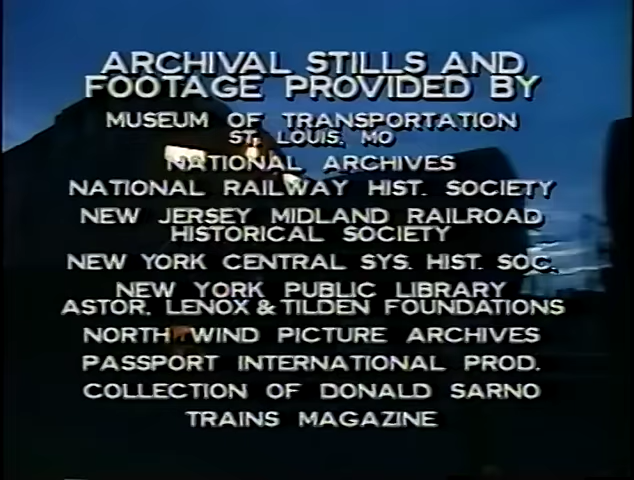 ARCHIVAL STILLS AND
FOOTAGE PROVIDED BY
MUSEUM OF TRANSPORTATION
ST. LOUIS, MO
NATIONAL ARCHIVES
NATIONAL RAILWAY HIST. SOCIETY
NEW JERSEY MIDLAND RAILROAD
HISTORICAL SOCIETY
NEW YORK CENTRAL SYS. HIST. SOC.
NEW YORK PUBLIC LIBRARY
ASTOR, LENOX & TILDEN FOUNDATIONS
NORTH WIND PICTURE ARCHIVES
PASSPORT INTERNATIONAL PROD.
COLLECTION OF DONALD SARNO
TRAINS MAGAZINE